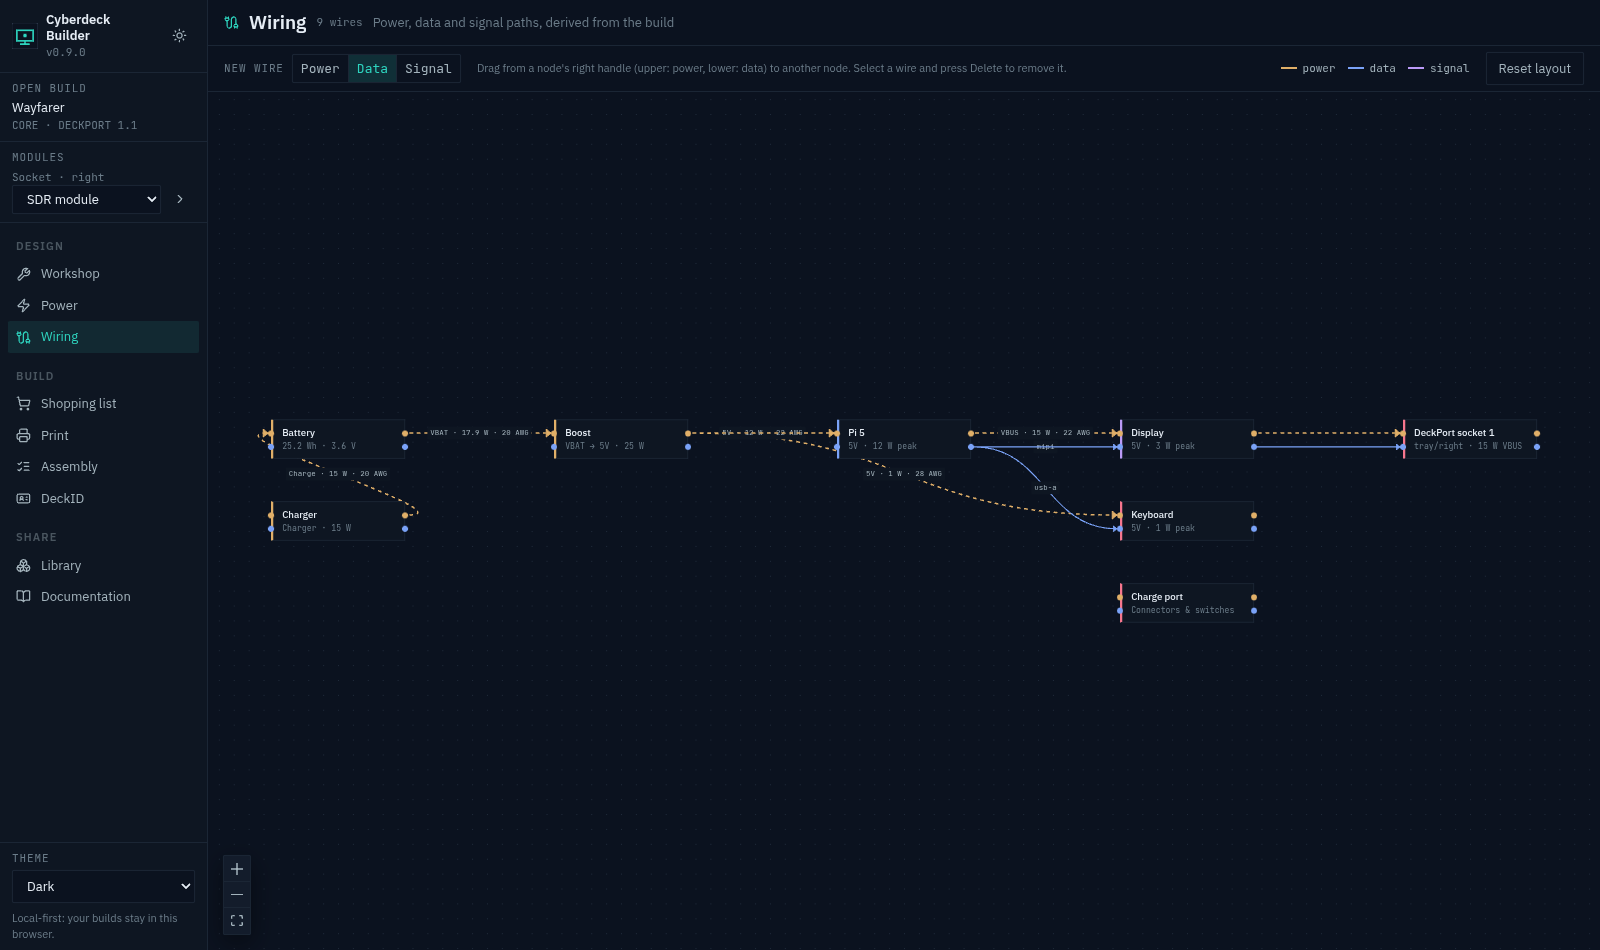 Cyberdeck
Builder
v0.9.0
OPEN BUILD
Wayfarer
CORE · DECKPORT 1.1
MODULES
Socket · right
SDR module
DESIGN
Workshop
Power
Wiring
BUILD
Shopping list
Print
Assembly
DeckID
SHARE
Library
Documentation
THEME
Dark
Local-first: your builds stay in this
browser.
Wiring 9 wires Power, data and signal paths, derived from the build
NEW WIRE Power Data Signal Drag from a node's right handle (upper: power, lower: data) to another node. Select a wire and press Delete to remove it.
power data signal Reset layout
Battery
25.2 Wh · 3.6 V
VBAT · 17.9 W · 20 AWG
Boost
VBAT → 5V · 25 W
5V · 12 W · 22 AWG
Pi 5
5V · 12 W peak
VBUS · 15 W · 22 AWG
mipi
Display
5V · 3 W peak
DeckPort socket 1
tray/right · 15 W VBUS
Charge · 15 W · 20 AWG
5V · 1 W · 28 AWG
usb-a
Charger
Charger · 15 W
Keyboard
5V · 1 W peak
Charge port
Connectors & switches